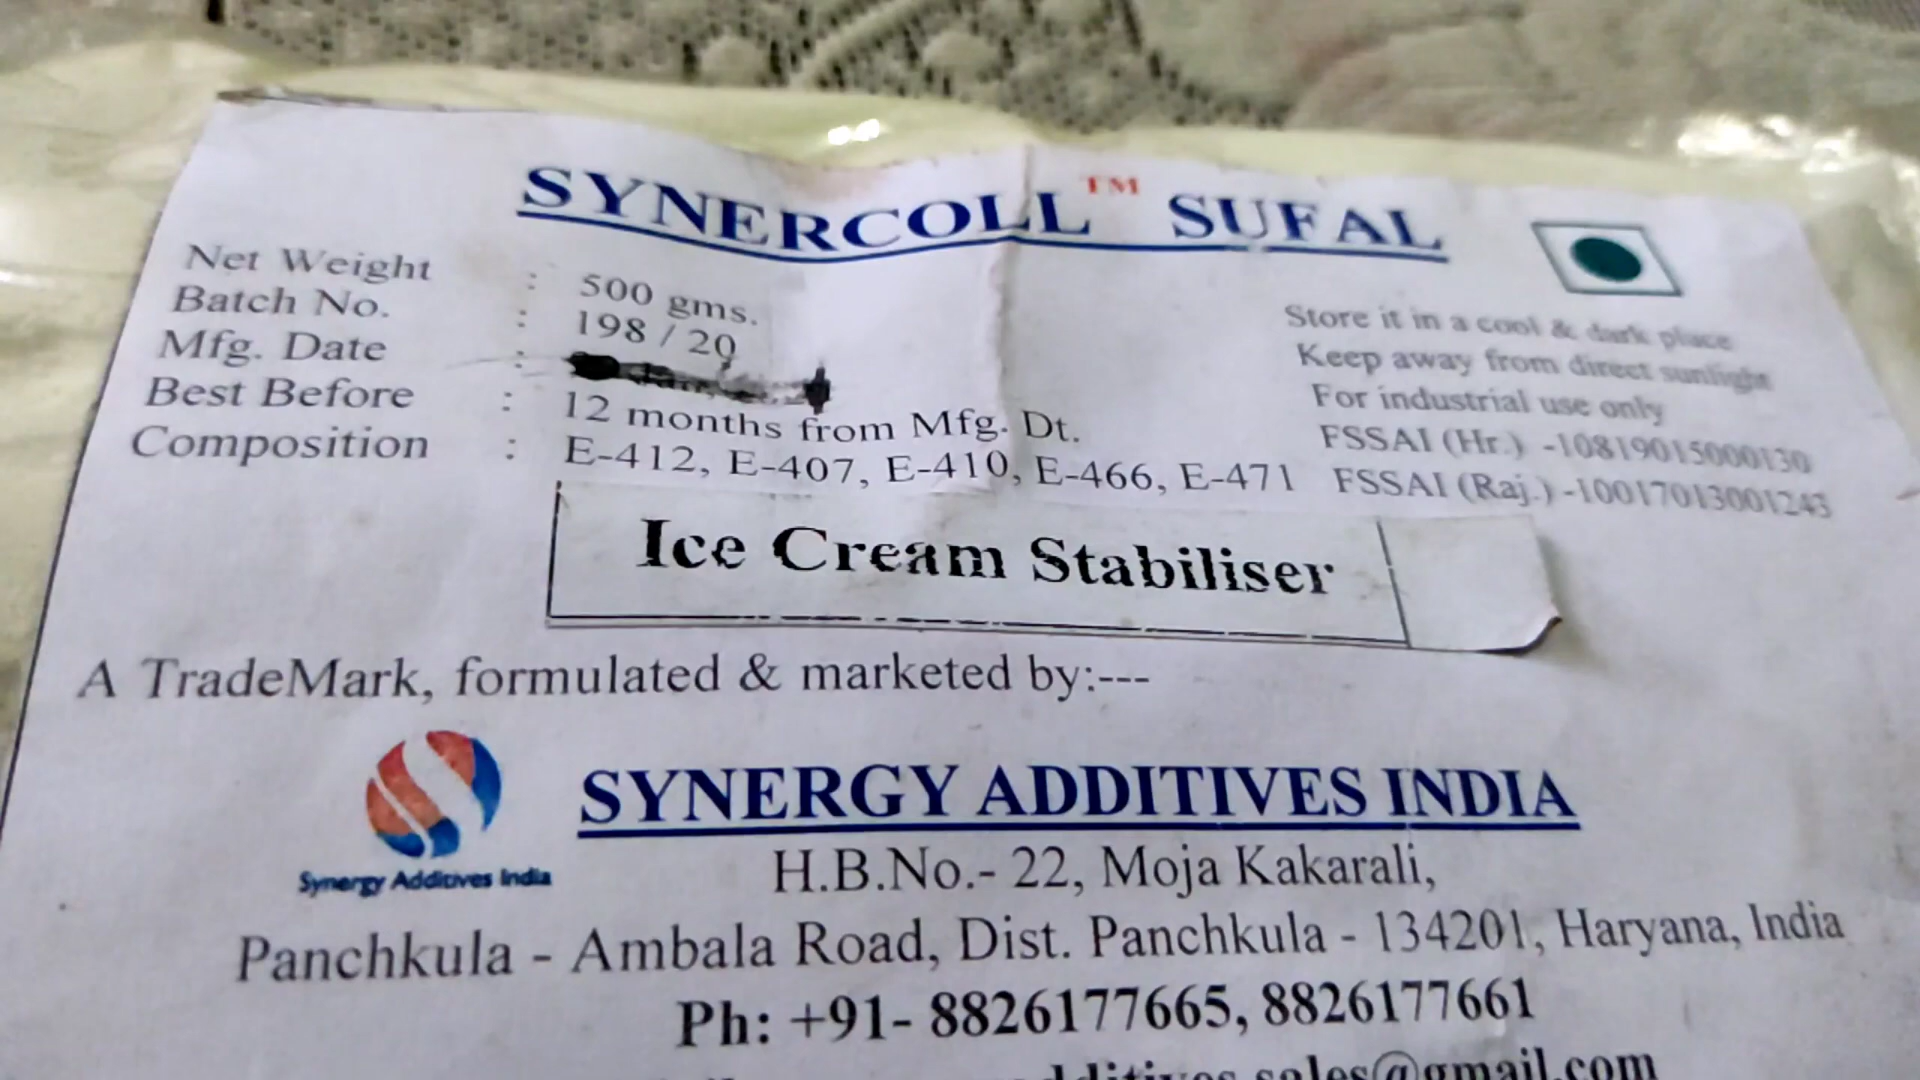 SYNERCOLL™ SUFAL
Net Weight : 500 gms.
Batch No. : 198 / 20
Mfg. Date :
Best Before : 12 months from Mfg. Dt.
Composition : E-412, E-407, E-410, E-466, E-471
Store it in a cool & dark place
Keep away from direct sunlight
For industrial use only
FSSAI (Hr.) -10819015000130
FSSAI (Raj.) -10017013001243
Ice Cream Stabiliser
A TradeMark, formulated & marketed by:---
Synergy Additives India
SYNERGY ADDITIVES INDIA
H.B.No.- 22, Moja Kakarali,
Panchkula - Ambala Road, Dist. Panchkula - 134201, Haryana, India
Ph: +91- 8826177665, 8826177661
sales@gmail.com